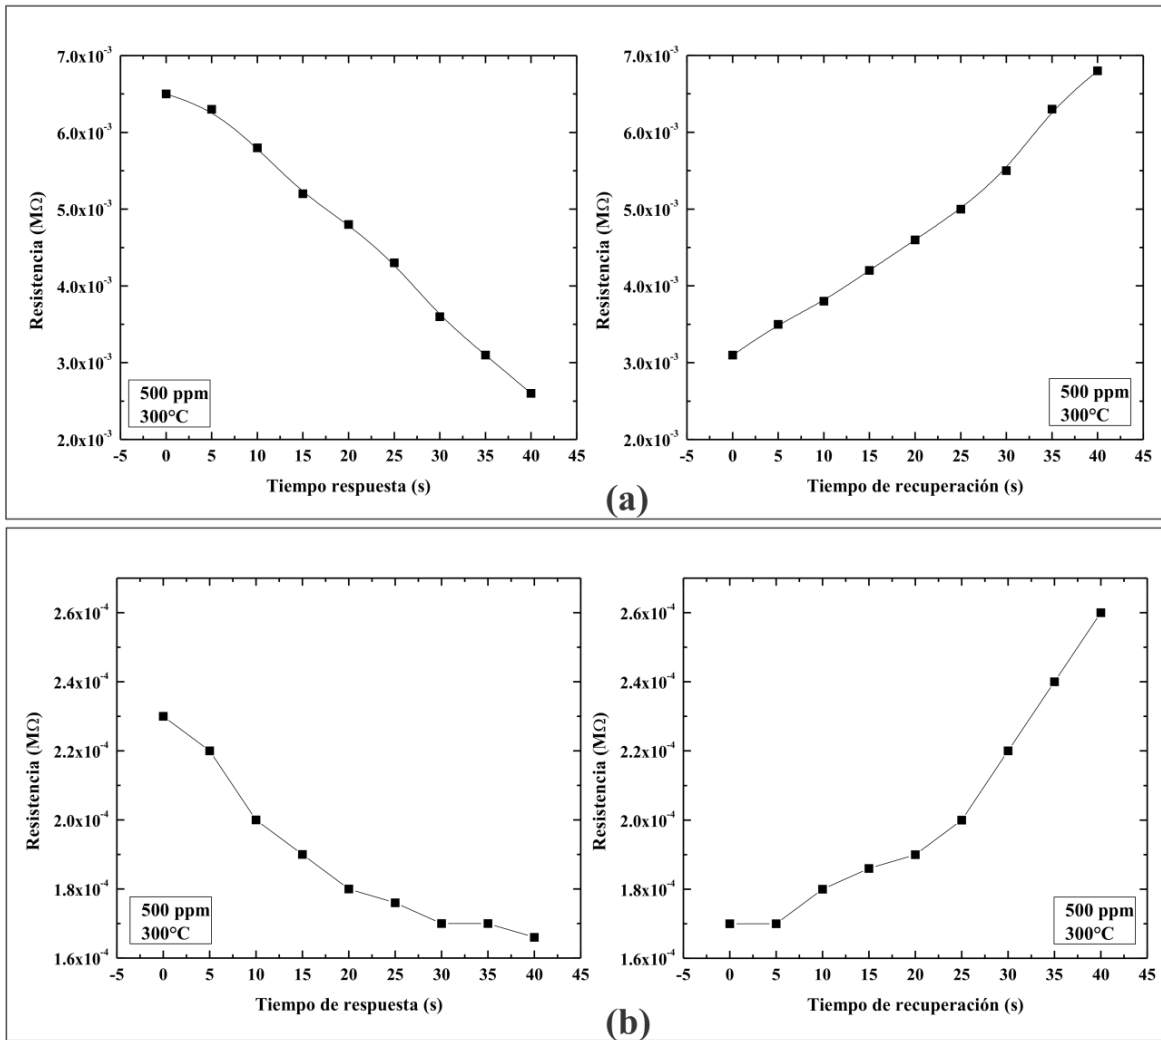 7.0x10⁻³
6.0x10⁻³
5.0x10⁻³
4.0x10⁻³
3.0x10⁻³
2.0x10⁻³
Resistencia (MΩ)
500 ppm
300°C
-5 0 5 10 15 20 25 30 35 40 45
Tiempo respuesta (s)
7.0x10⁻³
6.0x10⁻³
5.0x10⁻³
4.0x10⁻³
3.0x10⁻³
2.0x10⁻³
Resistencia (MΩ)
500 ppm
300°C
-5 0 5 10 15 20 25 30 35 40 45
Tiempo de recuperación (s)
(a)
2.6x10⁻⁴
2.4x10⁻⁴
2.2x10⁻⁴
2.0x10⁻⁴
1.8x10⁻⁴
1.6x10⁻⁴
Resistencia (MΩ)
500 ppm
300°C
-5 0 5 10 15 20 25 30 35 40 45
Tiempo de respuesta (s)
2.6x10⁻⁴
2.4x10⁻⁴
2.2x10⁻⁴
2.0x10⁻⁴
1.8x10⁻⁴
1.6x10⁻⁴
Resistencia (MΩ)
500 ppm
300°C
-5 0 5 10 15 20 25 30 35 40 45
Tiempo de recuperación (s)
(b)